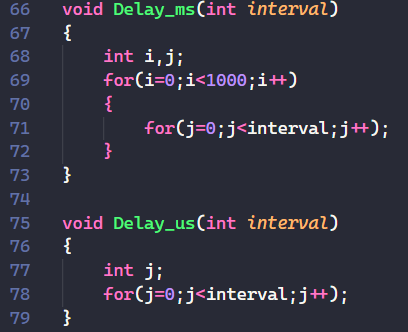 66 void Delay_ms(int interval)
67 {
68     int i,j;
69     for(i=0;i<1000;i++)
70     {
71         for(j=0;j<interval;j++);
72     }
73 }
74
75 void Delay_us(int interval)
76 {
77     int j;
78     for(j=0;j<interval;j++);
79 }